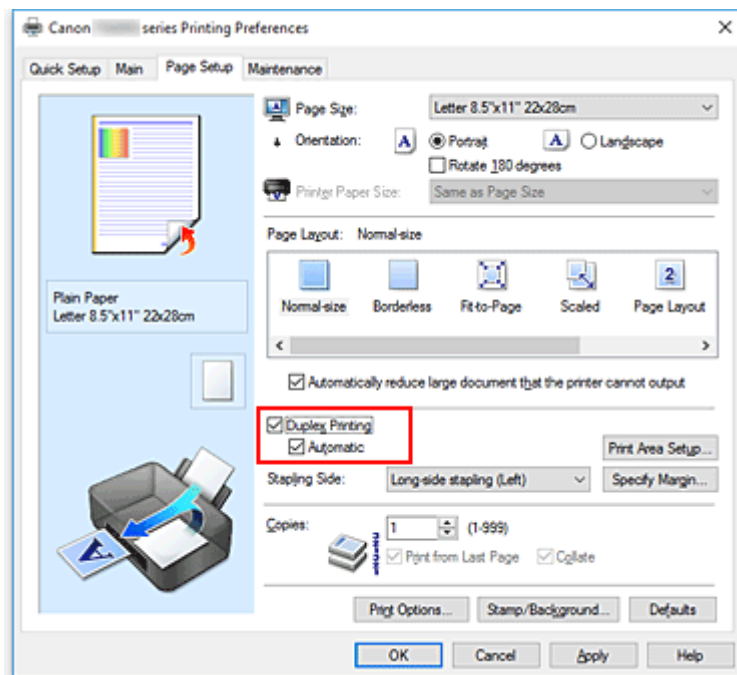 Canon series Printing Preferences
Quick Setup Main Page Setup Maintenance
Page Size: Letter 8.5"x11" 22x28cm
Orientation: A Portrait A Landscape
Rotate 180 degrees
Printer Paper Size: Same as Page Size
Page Layout: Normal-size
2
Normal-size Borderless Fit-to-Page Scaled Page Layout
Plain Paper
Letter 8.5"x11" 22x28cm
Automatically reduce large document that the printer cannot output
Duplex Printing
Automatic
Print Area Setup...
Stapling Side: Long-side stapling (Left) Specify Margin...
Copies: 1 (1-999)
Print from Last Page Collate
A
Print Options... Stamp/Background... Defaults
OK Cancel Apply Help